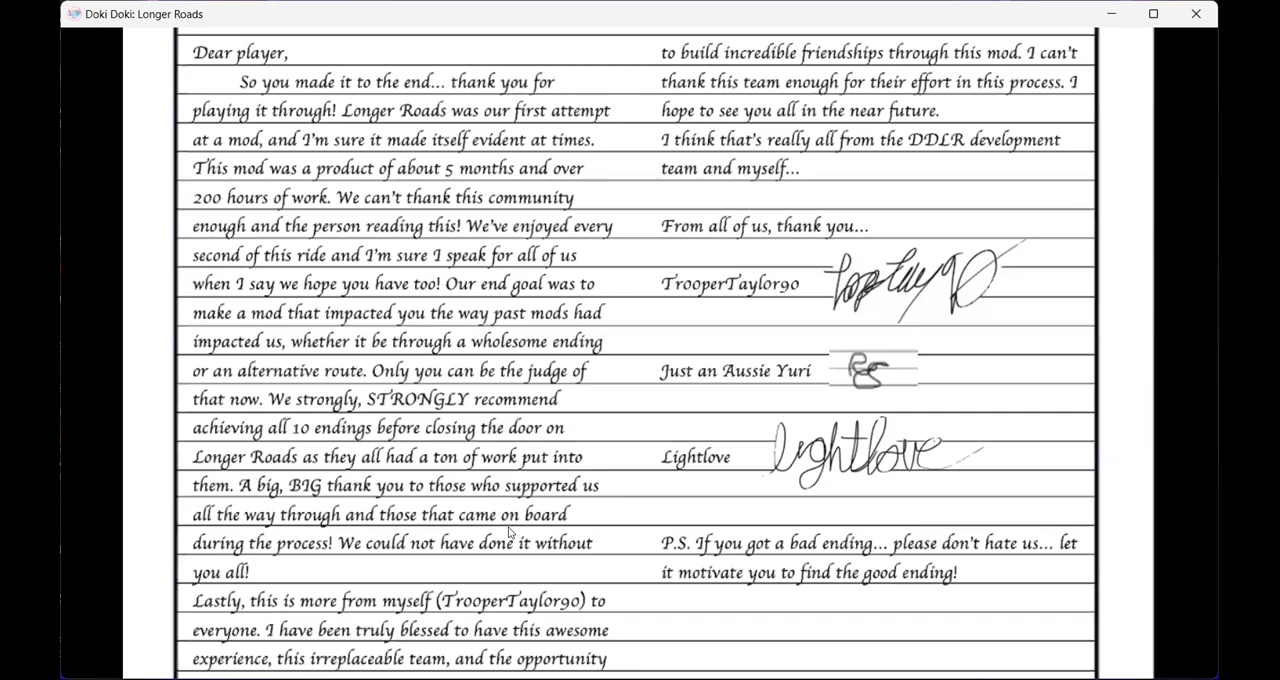 Doki Doki: Longer Roads
Dear player,
So you made it to the end... thank you for
playing it through! Longer Roads was our first attempt
at a mod, and I'm sure it made itself evident at times.
This mod was a product of about 5 months and over
200 hours of work. We can't thank this community
enough and the person reading this! We've enjoyed every
second of this ride and I'm sure I speak for all of us
when I say we hope you have too! Our end goal was to
make a mod that impacted you the way past mods had
impacted us, whether it be through a wholesome ending
or an alternative route. Only you can be the judge of
that now. We strongly, STRONGLY recommend
achieving all 10 endings before closing the door on
Longer Roads as they all had a ton of work put into
them. A big, BIG thank you to those who supported us
all the way through and those that came on board
during the process! We could not have done it without
you all!
Lastly, this is more from myself (TrooperTaylor90) to
everyone. I have been truly blessed to have this awesome
experience, this irreplaceable team, and the opportunity
to build incredible friendships through this mod. I can't
thank this team enough for their effort in this process. I
hope to see you all in the near future.
I think that's really all from the DDLR development
team and myself...
From all of us, thank you...
TrooperTaylor90
Just an Aussie Yuri
Lightlove lightlove
P.S. If you got a bad ending... please don't hate us... let
it motivate you to find the good ending!